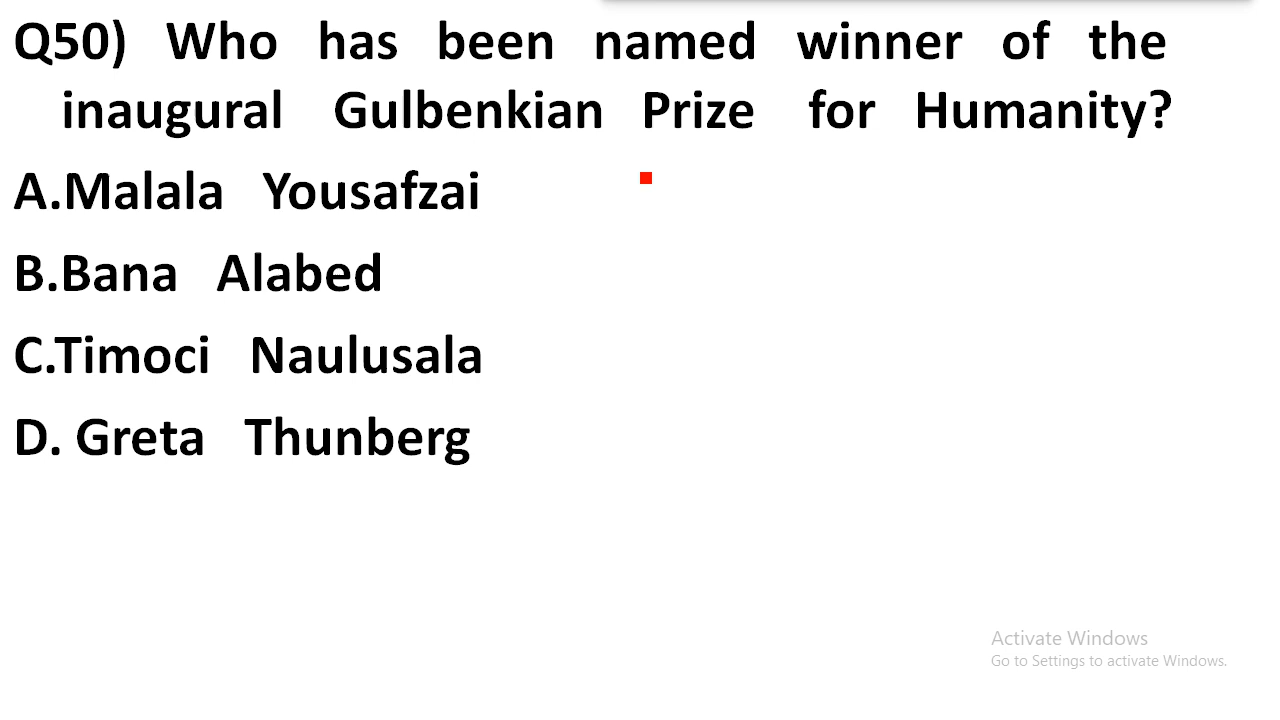 Q50) Who has been named winner of the
inaugural Gulbenkian Prize for Humanity?
A.Malala Yousafzai
B.Bana Alabed
C.Timoci Naulusala
D. Greta Thunberg
Activate Windows
Go to Settings to activate Windows.